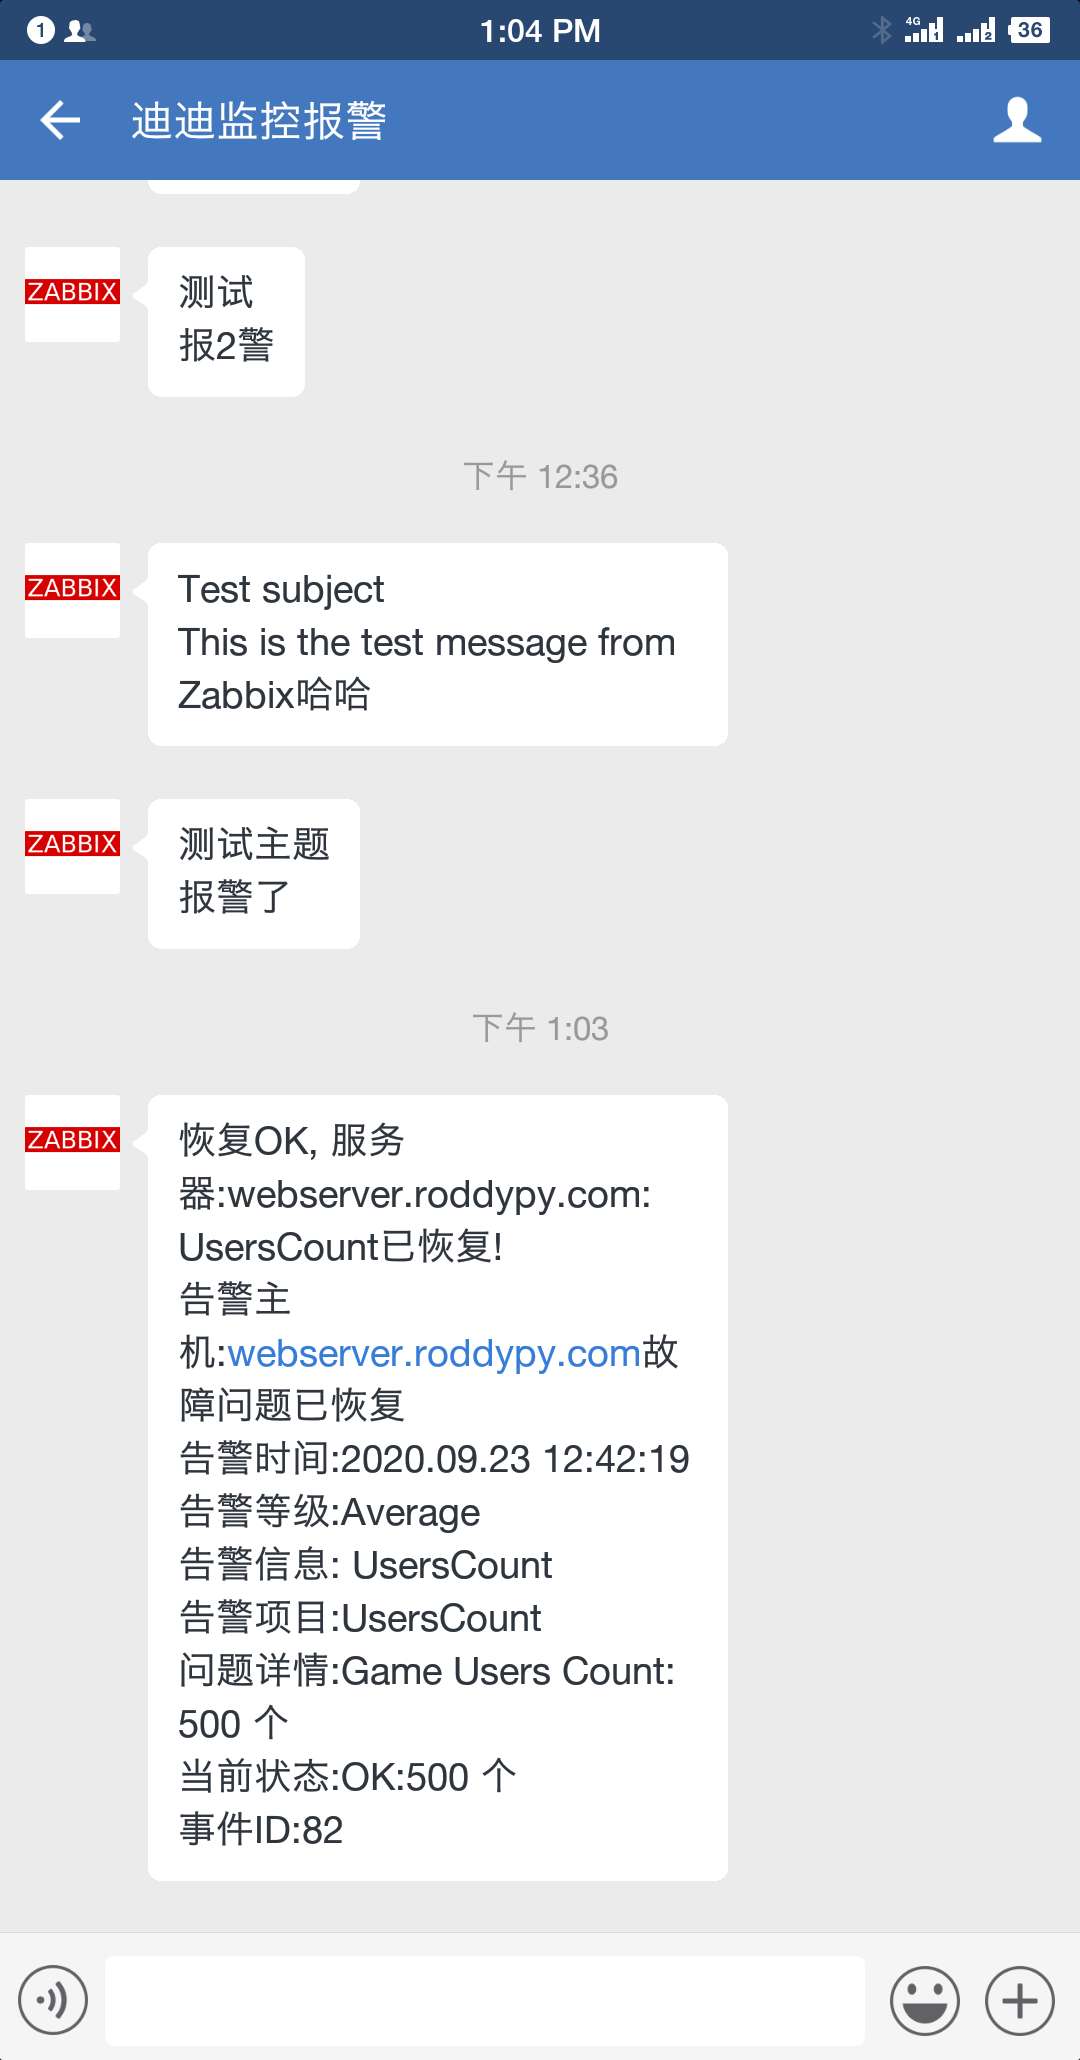 1
1:04 PM
4G
1
2
36
迪迪监控报警
ZABBIX
测试
报2警
下午 12:36
ZABBIX
Test subject
This is the test message from
Zabbix哈哈
ZABBIX
测试主题
报警了
下午 1:03
ZABBIX
恢复OK, 服务
器:webserver.roddypy.com:
UsersCount已恢复!
告警主
机:webserver.roddypy.com故
障问题已恢复
告警时间:2020.09.23 12:42:19
告警等级:Average
告警信息: UsersCount
告警项目:UsersCount
问题详情:Game Users Count:
500 个
当前状态:OK:500 个
事件ID:82